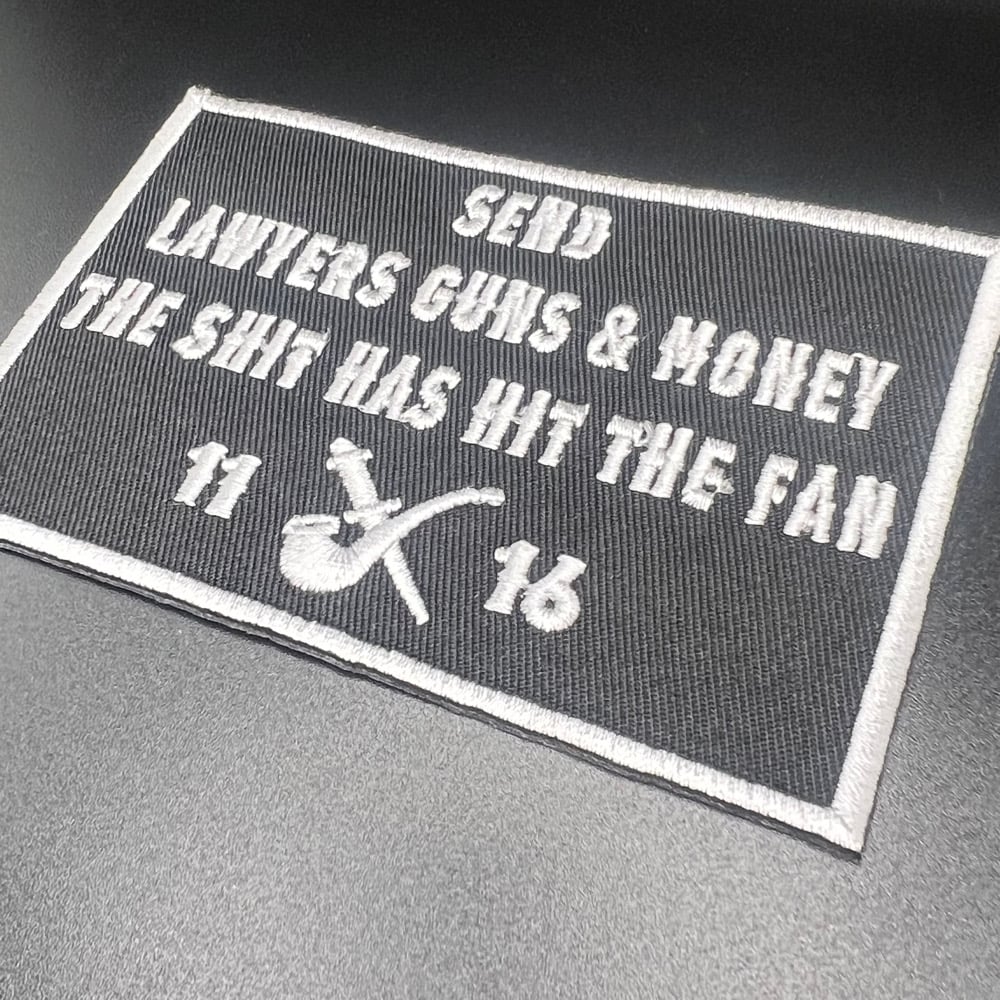 SEND
LAWYERS GUNS & MONEY
THE SHIT HAS HIT THE FAN
11 16